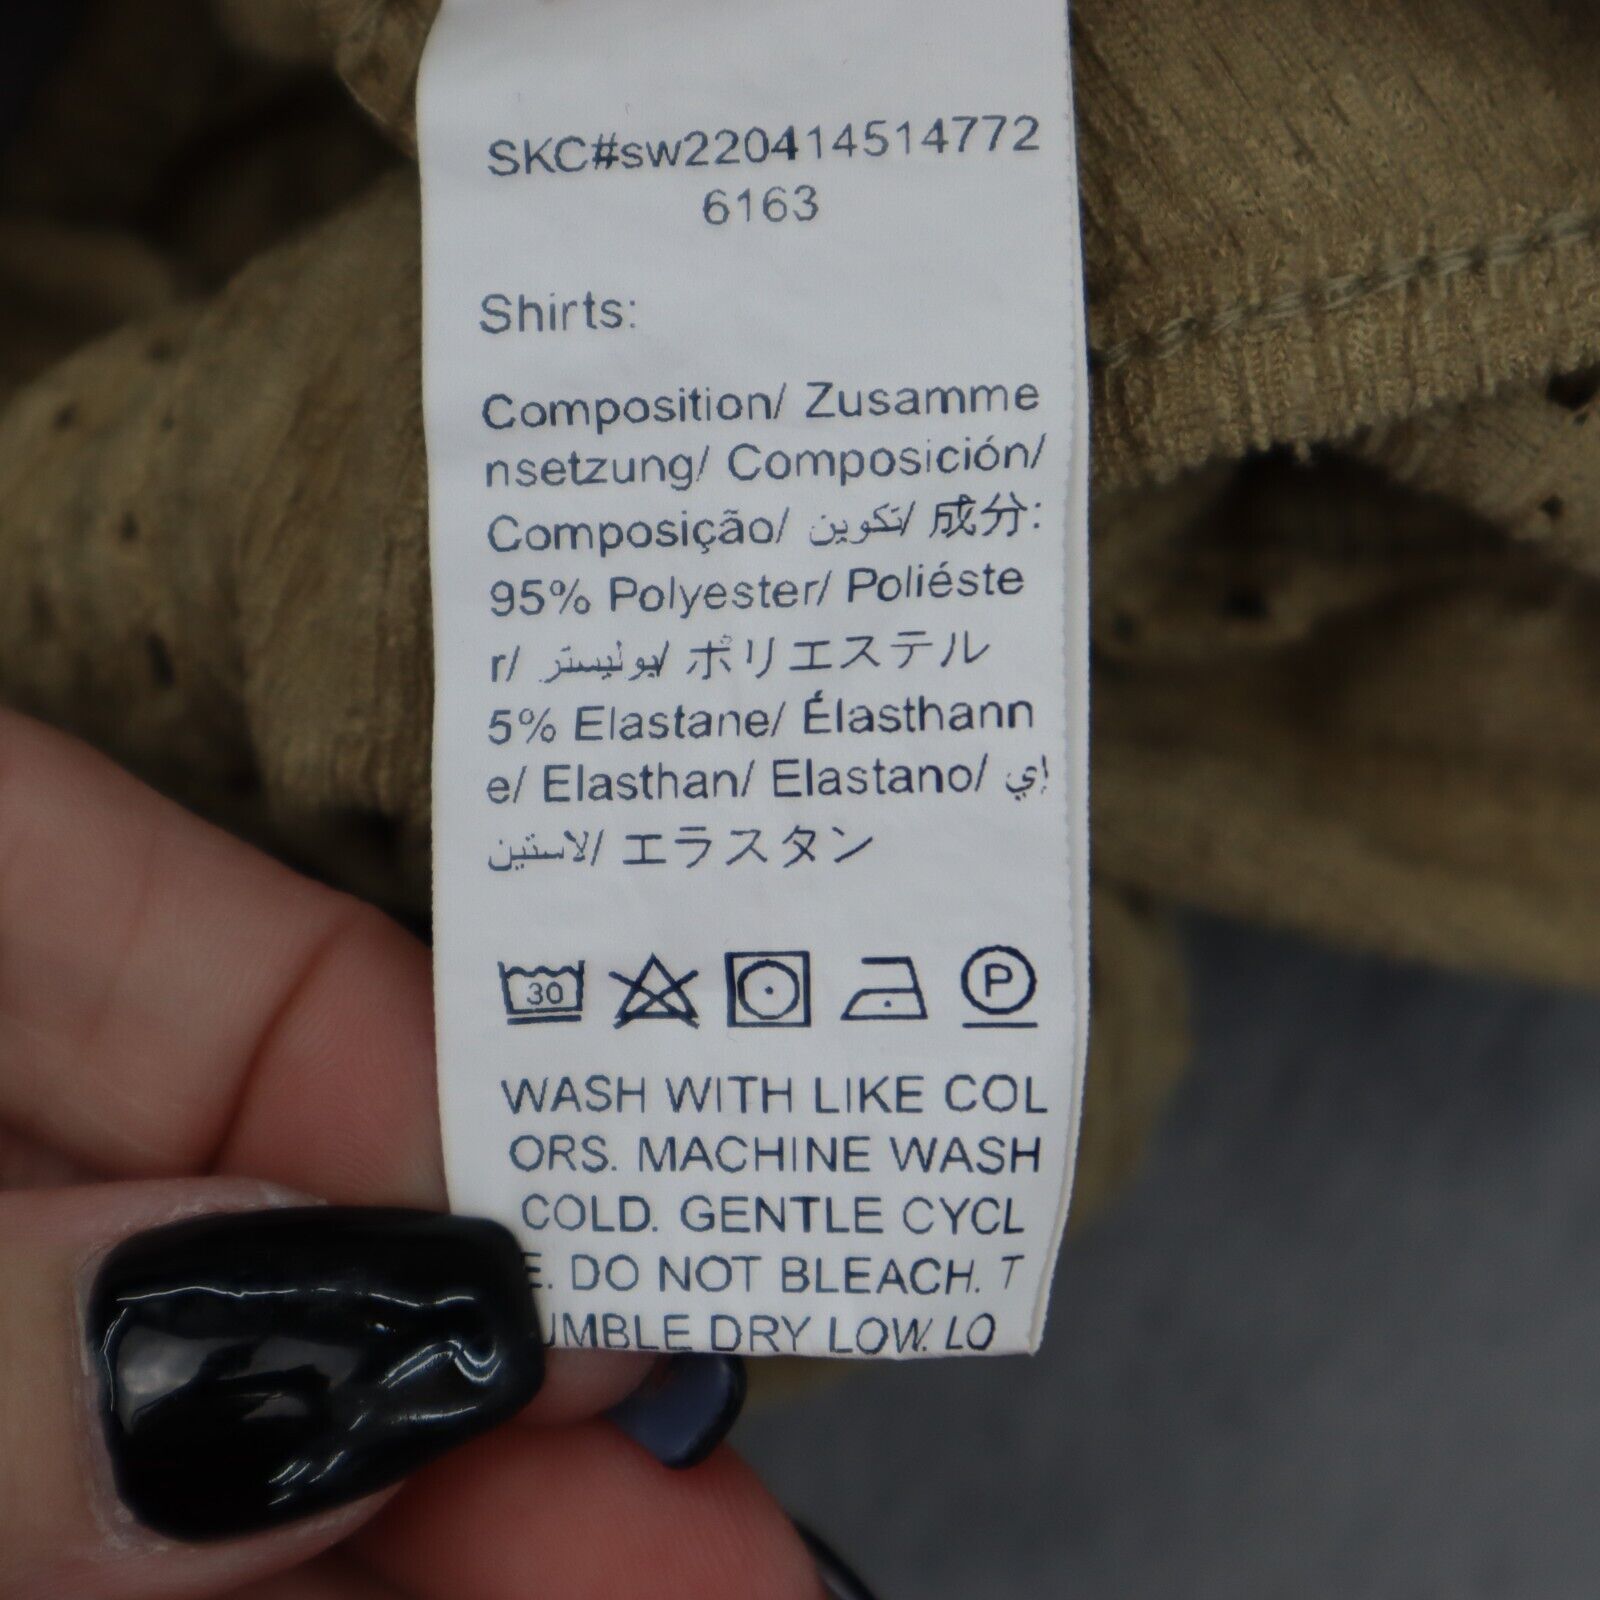 SKC#sw220414514772
6163
Shirts:
Composition/ Zusamme
nsetzung/ Composición/
Composição/ تكوين/ 成分:
95% Polyester/ Poliéste
r/ بوليستر/ ポリエステル
5% Elastane/ Élasthann
e/ Elasthan/ Elastano/ إي
لاستين/ エラスタン
30 P
WASH WITH LIKE COL
ORS. MACHINE WASH
COLD. GENTLE CYCL
E. DO NOT BLEACH. T
UMBLE DRY LOW. LO